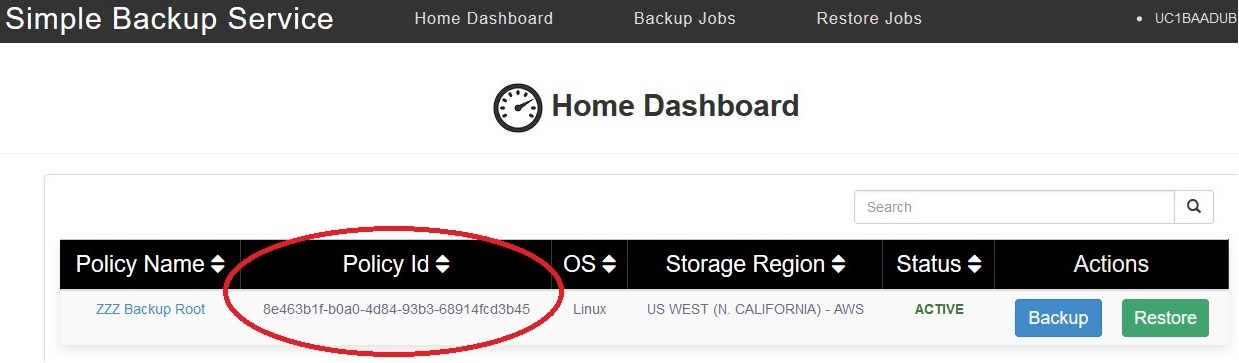 Simple Backup Service Home Dashboard Backup Jobs Restore Jobs • UC1BAADUB
Home Dashboard
Search
Policy Name Policy Id OS Storage Region Status Actions
ZZZ Backup Root 8e463b1f-b0a0-4d84-93b3-68914fcd3b45 Linux US WEST (N. CALIFORNIA) - AWS ACTIVE Backup Restore